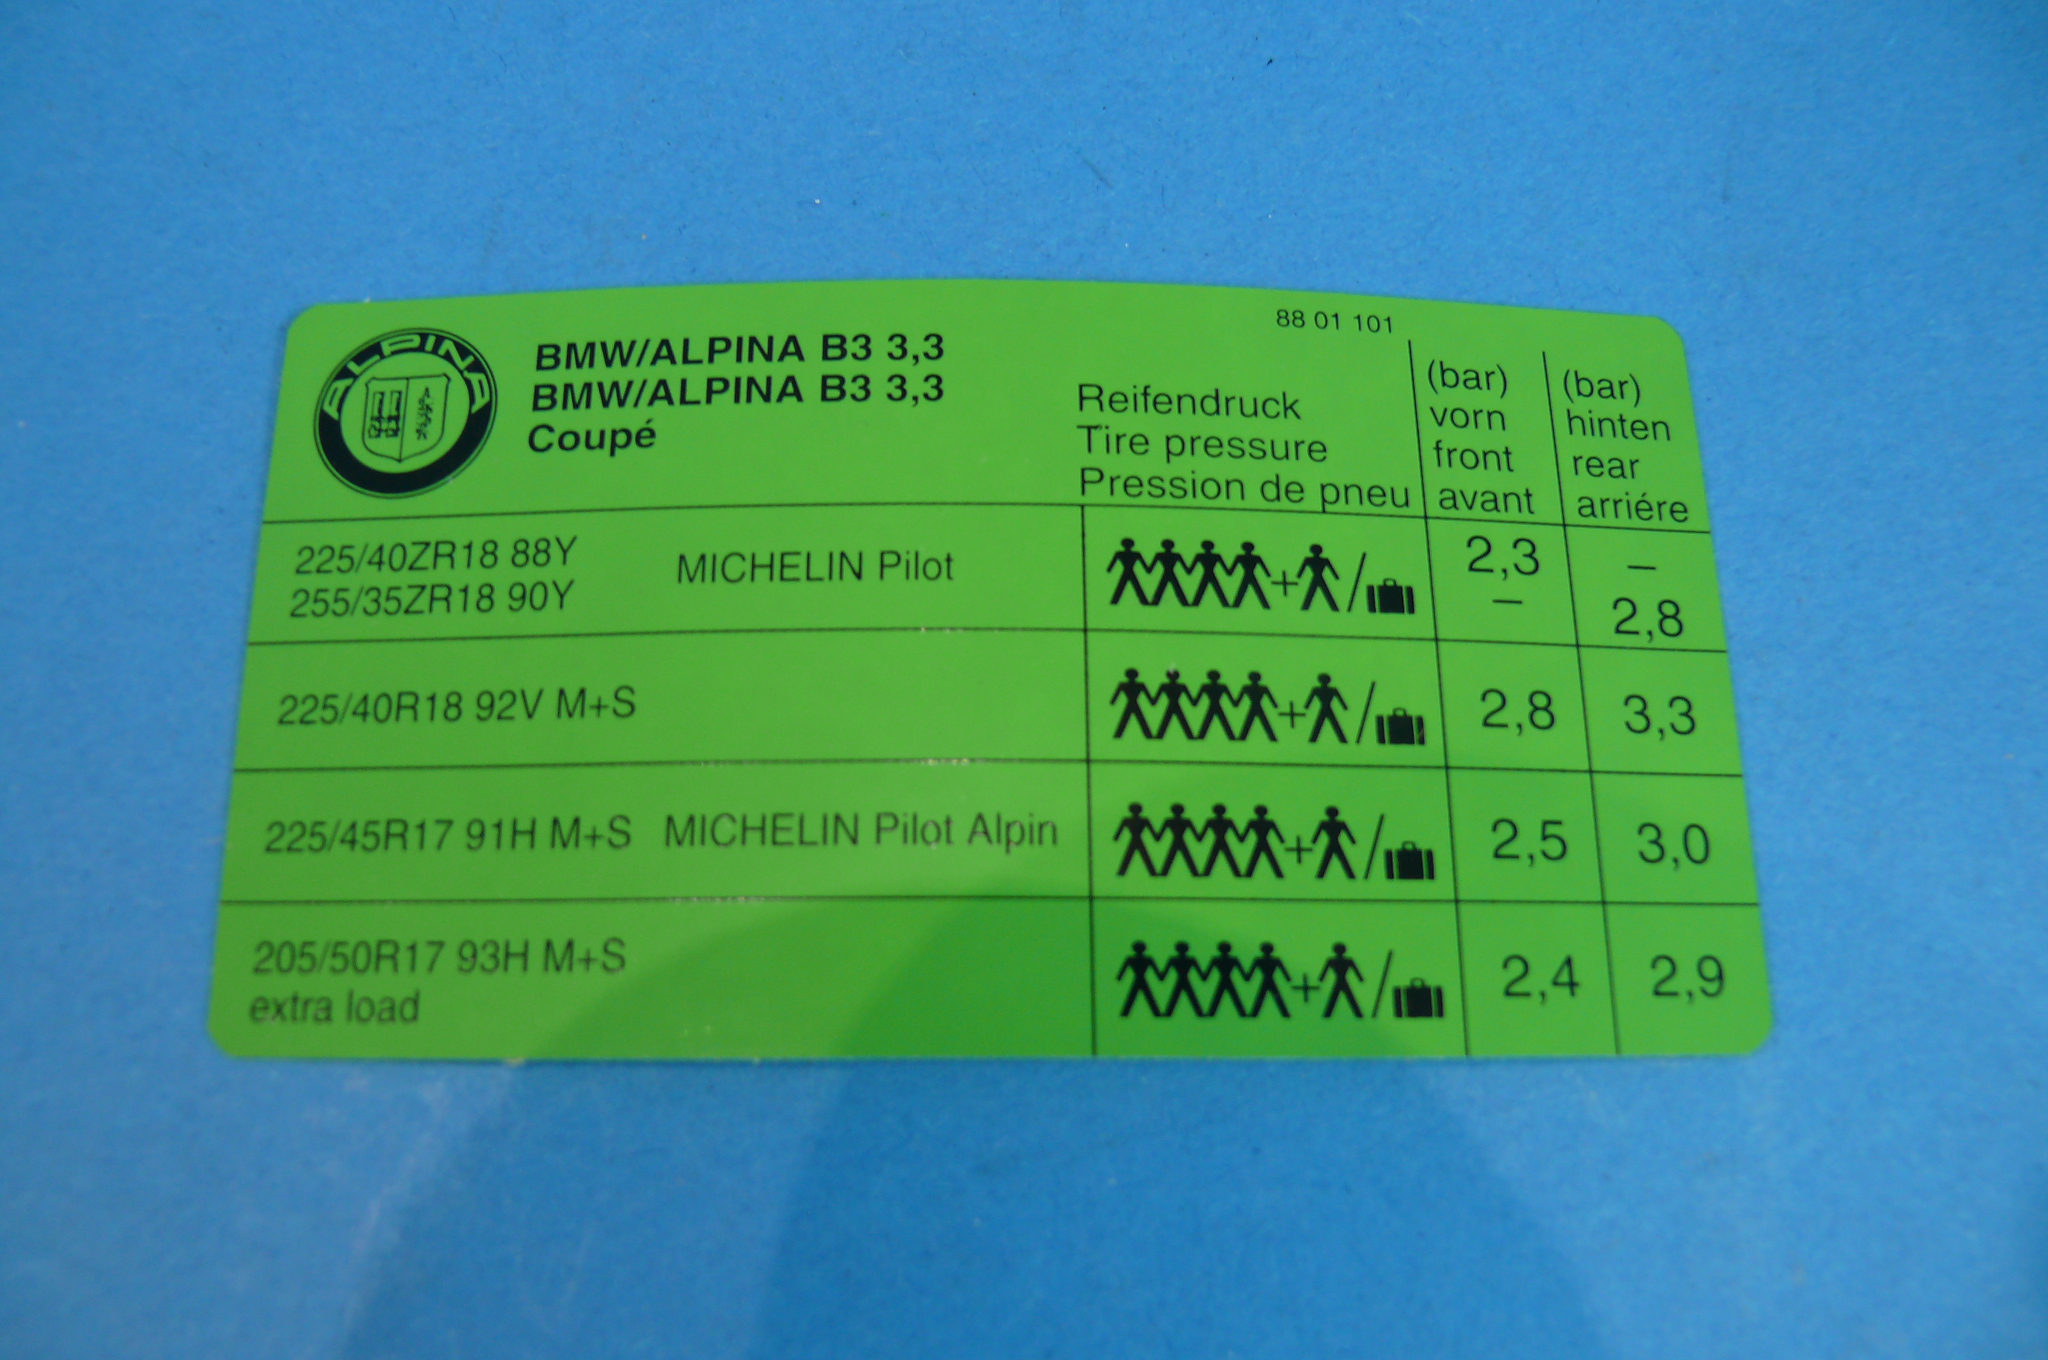 88 01 101
ALPINA
BMW/ALPINA B3 3,3
BMW/ALPINA B3 3,3
Coupé
Reifendruck
Tire pressure
Pression de pneu
(bar)
vorn
front
avant
(bar)
hinten
rear
arriére
225/40ZR18 88Y MICHELIN Pilot 2,3 –
255/35ZR18 90Y – 2,8
225/40R18 92V M+S + / 2,8 3,3
225/45R17 91H M+S MICHELIN Pilot Alpin + / 2,5 3,0
205/50R17 93H M+S + / 2,4 2,9
extra load